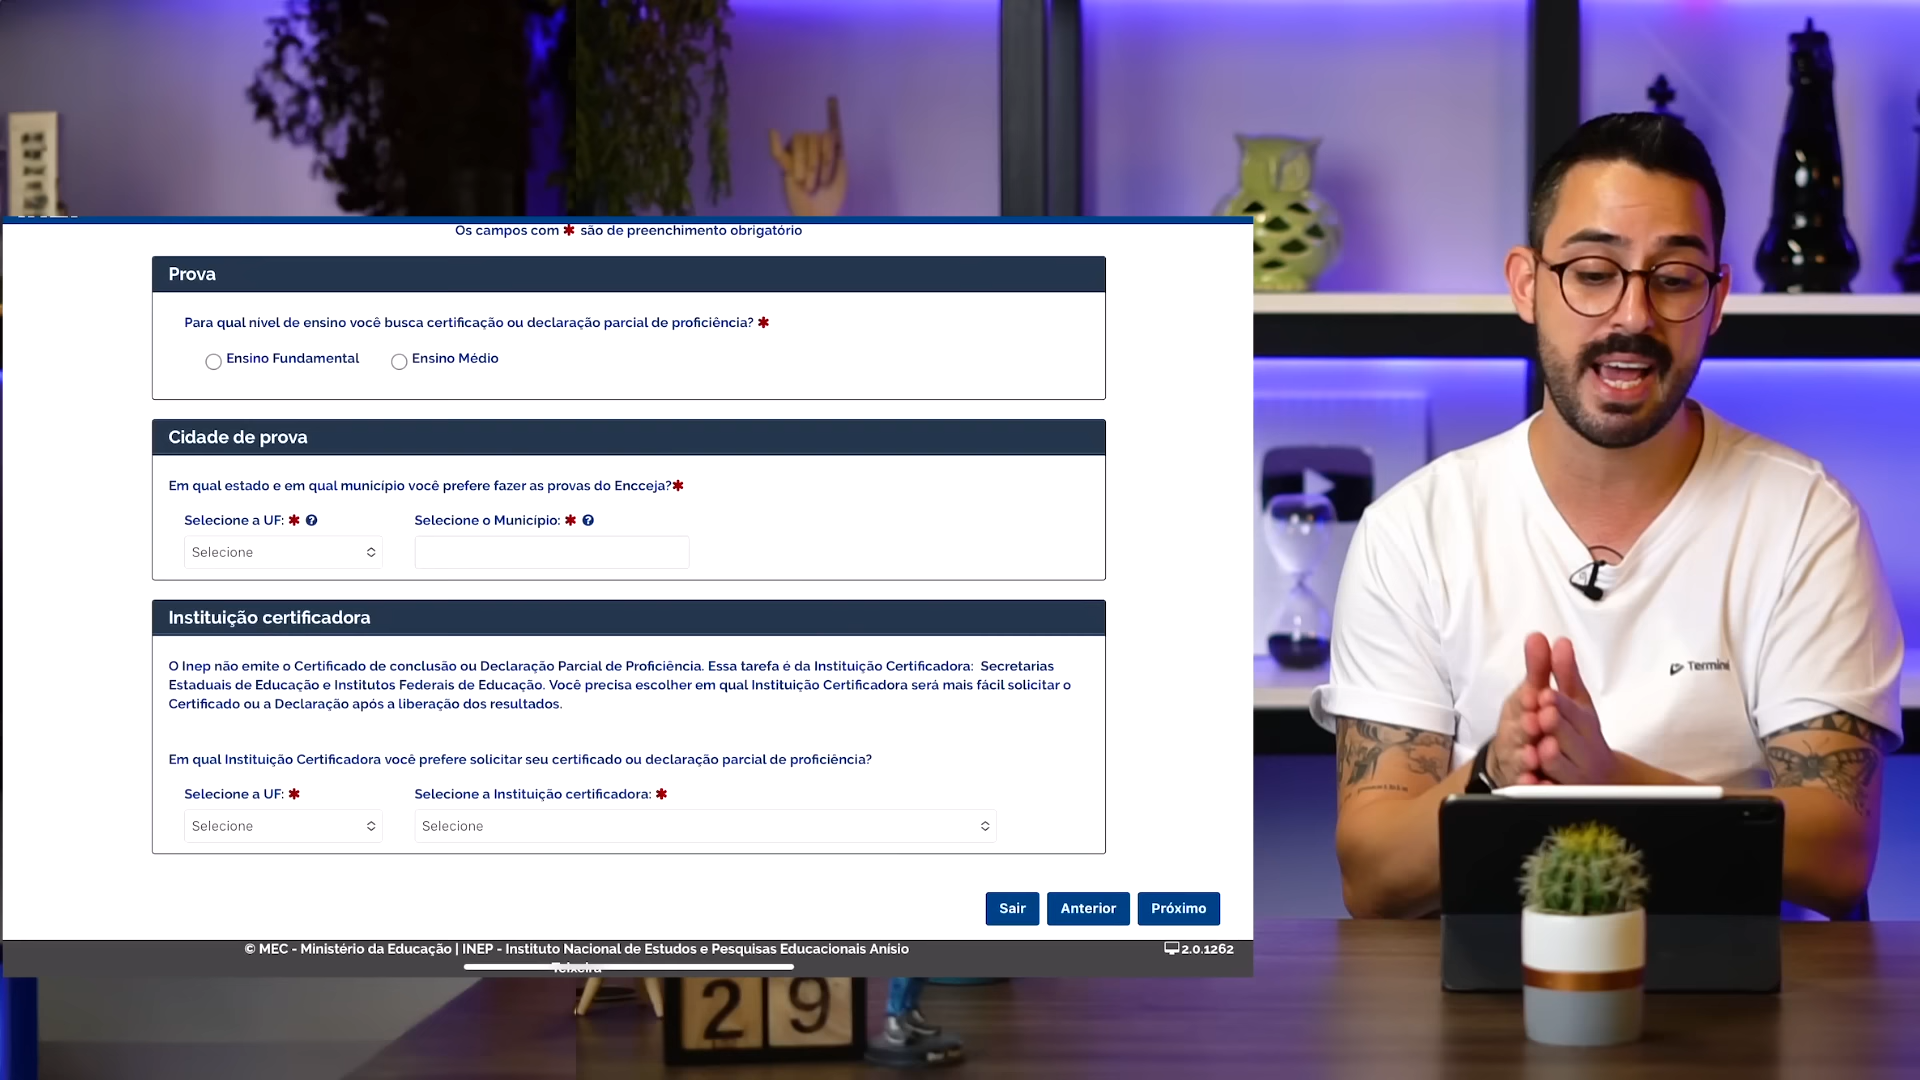 Os campos com * são de preenchimento obrigatório
Prova
Para qual nível de ensino você busca certificação ou declaração parcial de proficiência? *
Ensino Fundamental
Ensino Médio
Cidade de prova
Em qual estado e em qual município você prefere fazer as provas do Encceja?*
Selecione a UF: * ?
Selecione o Município: * ?
Selecione
Instituição certificadora
O Inep não emite o Certificado de conclusão ou Declaração Parcial de Proficiência. Essa tarefa é da Instituição Certificadora: Secretarias
Estaduais de Educação e Institutos Federais de Educação. Você precisa escolher em qual Instituição Certificadora será mais fácil solicitar o
Certificado ou a Declaração após a liberação dos resultados.
Em qual Instituição Certificadora você prefere solicitar seu certificado ou declaração parcial de proficiência?
Selecione a UF: *
Selecione a Instituição certificadora: *
Selecione
Selecione
Sair
Anterior
Próximo
© MEC - Ministério da Educação | INEP - Instituto Nacional de Estudos e Pesquisas Educacionais Anísio
Teixeira
2.0.1262
29